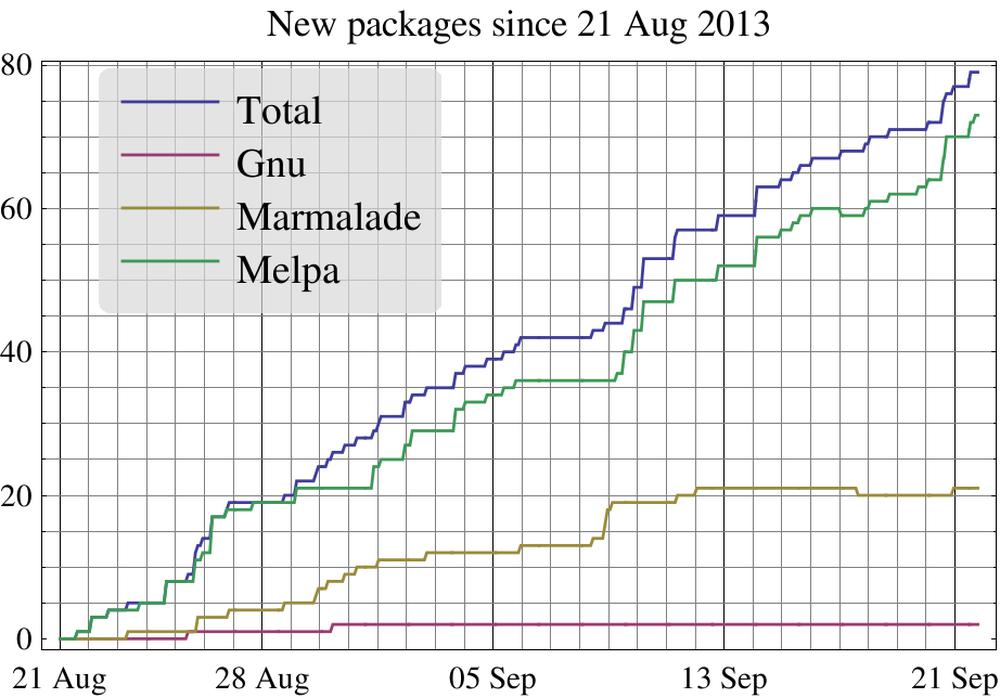 New packages since 21 Aug 2013
80
60
40
20
0
Total
Gnu
Marmalade
Melpa
21 Aug 28 Aug 05 Sep 13 Sep 21 Sep